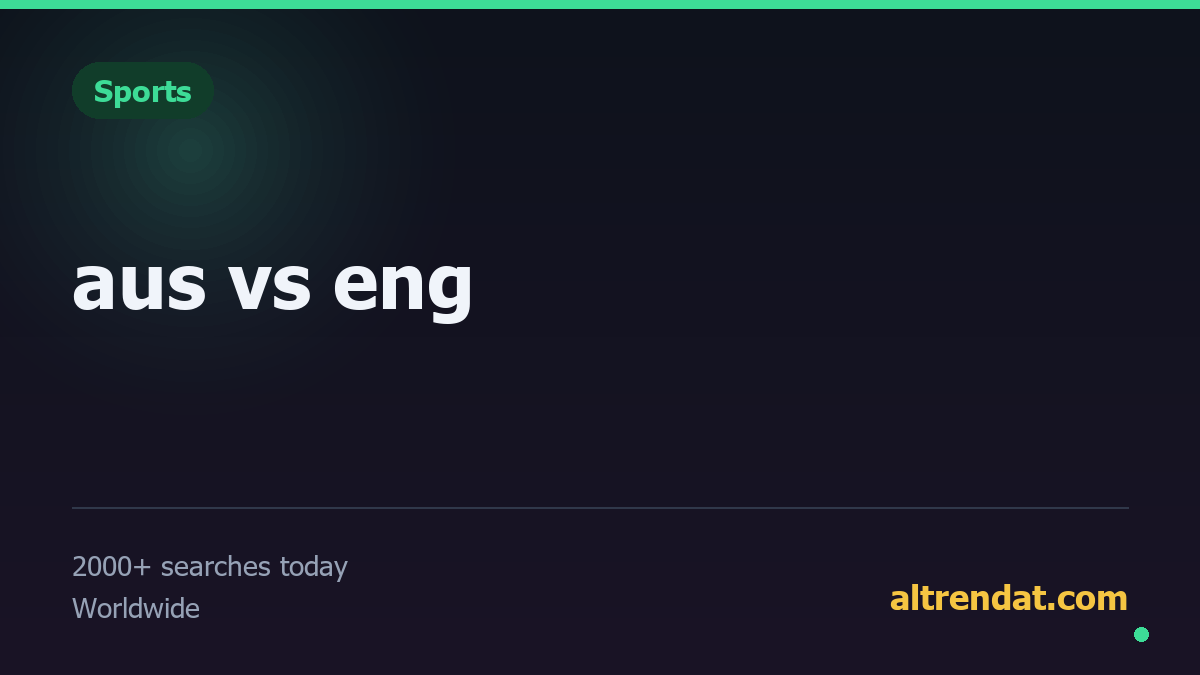 Sports
aus vs eng
2000+ searches today
Worldwide
altrendat.com